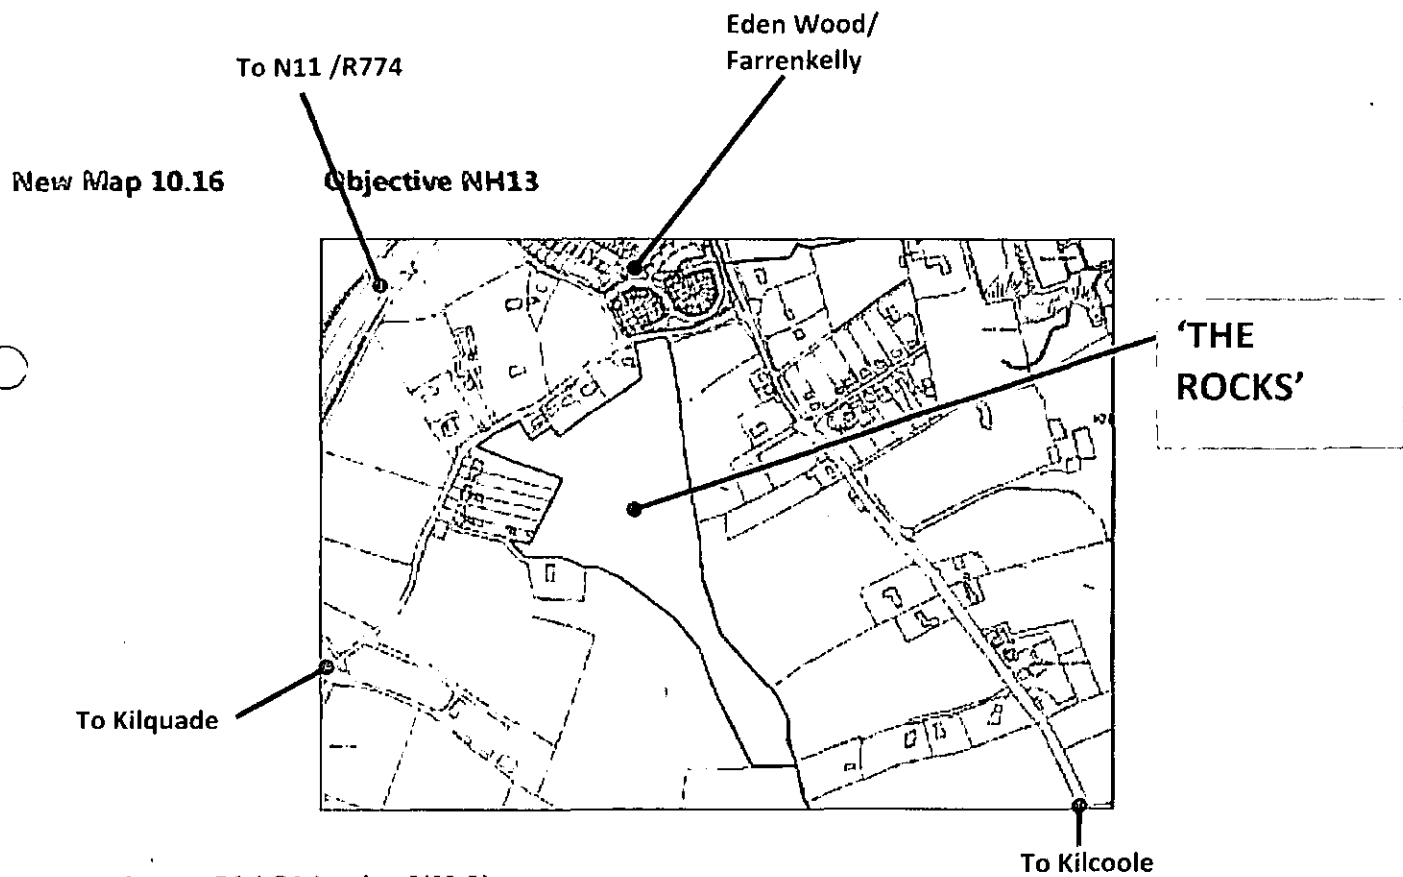 Eden Wood/
Farrenkelly
To N11 /R774
New Map 10.16 Objective NH13
'THE
ROCKS'
To Kilquade
To Kilcoole